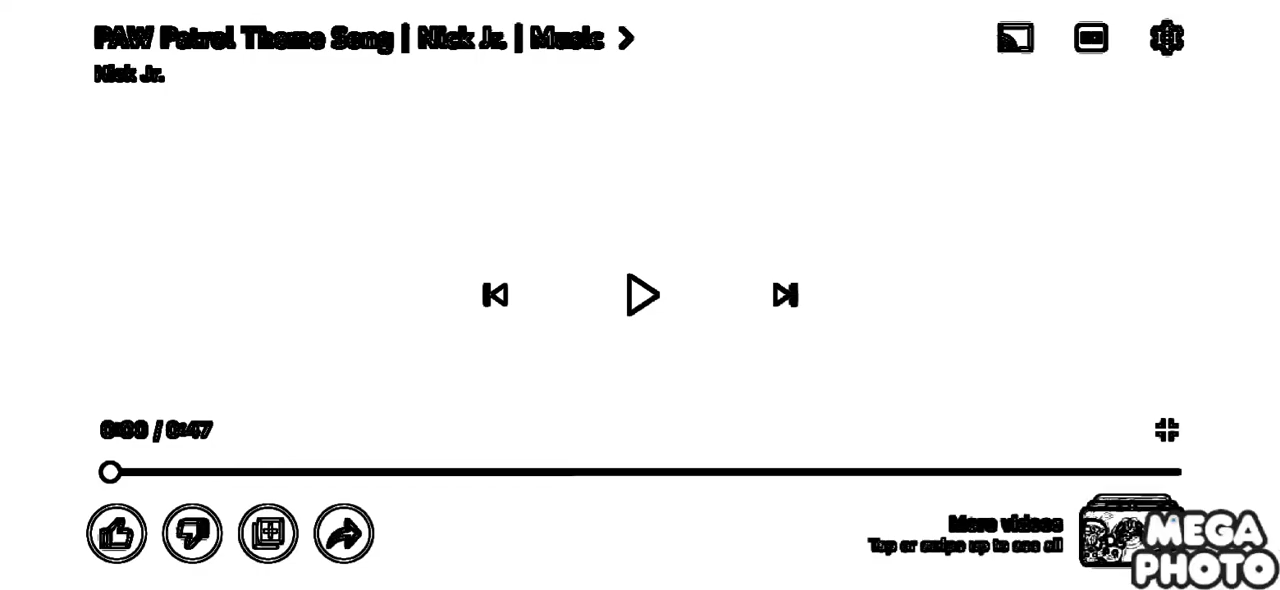 PAW Patrol Theme Song | Nick Jr. | Music
Nick Jr.
0:00 / 0:47
More videos
Tap or swipe up to see all
MEGA
PHOTO